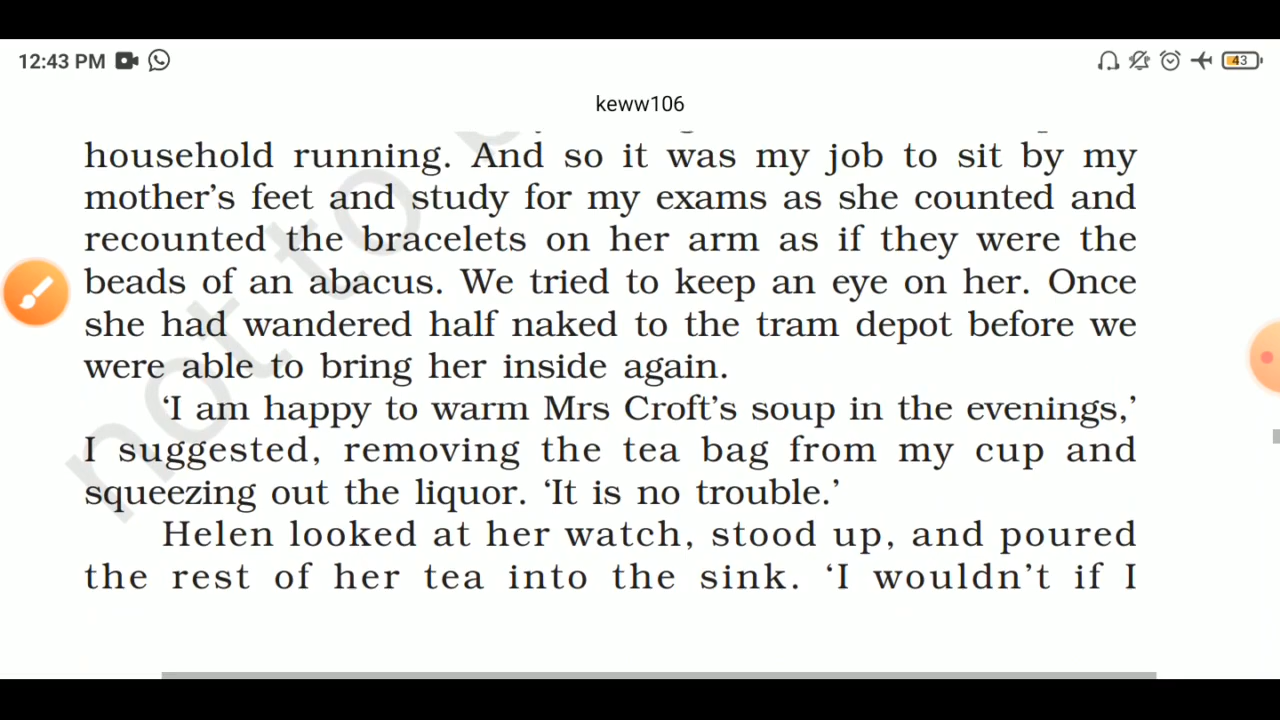 12:43 PM
43
keww106
household running. And so it was my job to sit by my
mother's feet and study for my exams as she counted and
recounted the bracelets on her arm as if they were the
beads of an abacus. We tried to keep an eye on her. Once
she had wandered half naked to the tram depot before we
were able to bring her inside again.
‘I am happy to warm Mrs Croft’s soup in the evenings,’
I suggested, removing the tea bag from my cup and
squeezing out the liquor. ‘It is no trouble.’
Helen looked at her watch, stood up, and poured
the rest of her tea into the sink. ‘I wouldn’t if I
not to